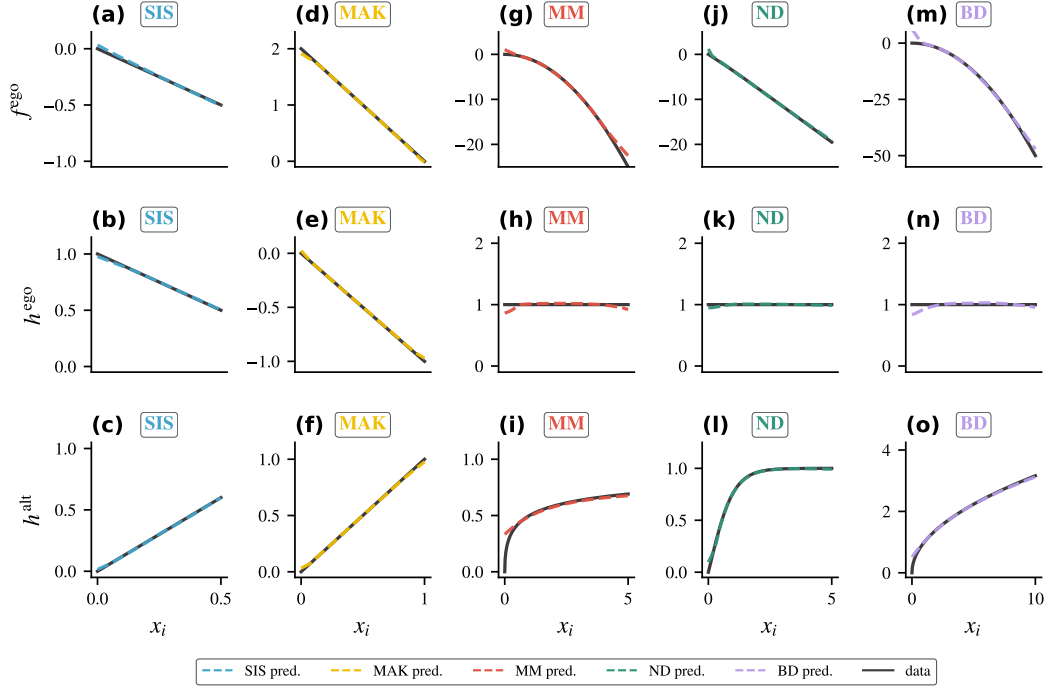 (a) SIS (d) MAK (g) MM (j) ND (m) BD
0.0 2 0 0 0
−0.5 1 −10 −10 −25
−1.0 0 −20 −20 −50
f^ego
(b) SIS (e) MAK (h) MM (k) ND (n) BD
1.0 0.0 2 2 2
0.5 −0.5 1 1 1
0.0 −1.0 0 0 0
h^ego
(c) SIS (f) MAK (i) MM (l) ND (o) BD
1.0 1.0 1.0 1.0 4
0.5 0.5 0.5 0.5 2
0.0 0.0 0.0 0.0 0
h^alt
0.0 0.5 0 1 0 5 0 5 0 10
x_i x_i x_i x_i x_i
SIS pred. MAK pred. MM pred. ND pred. BD pred. data